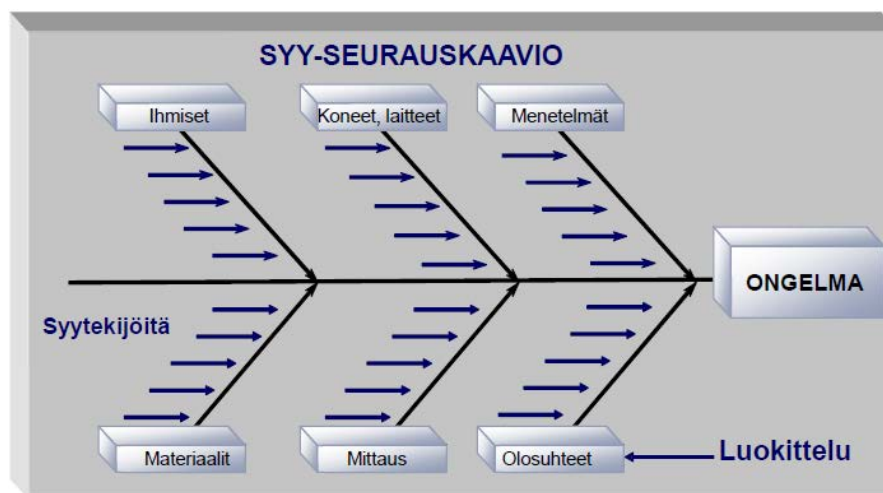 SYY-SEURAUSKAAVIO
Ihmiset
Koneet, laitteet
Menetelmät
ONGELMA
Syytekijöitä
Materiaalit
Mittaus
Olosuhteet
Luokittelu